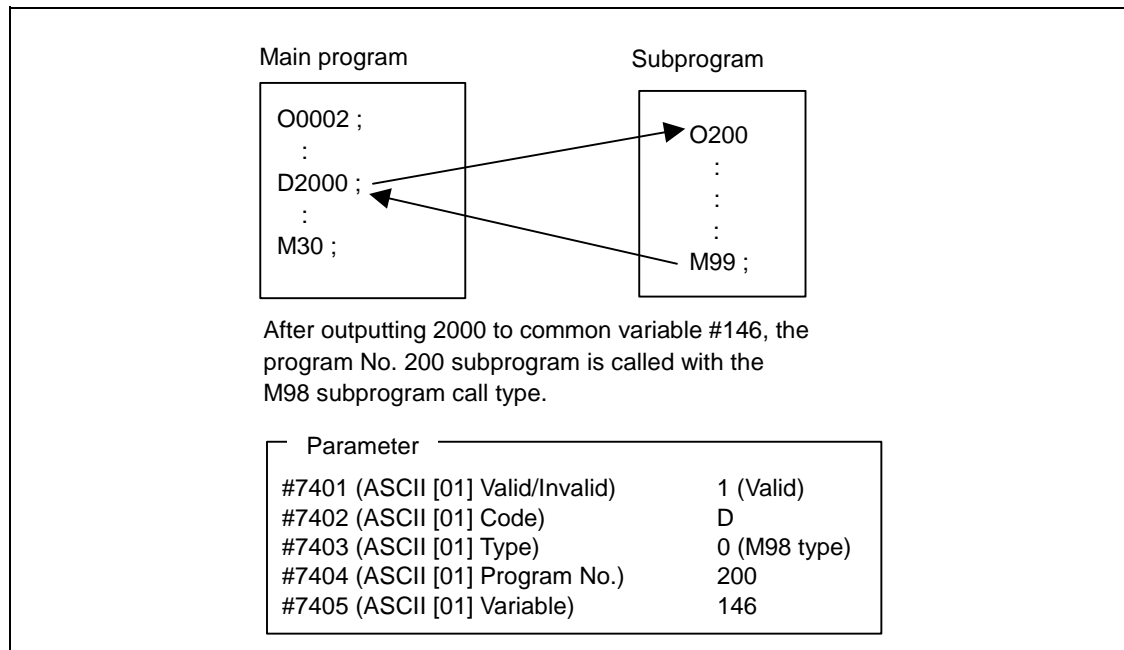 Main program
O0002 ;
:
D2000 ;
:
M30 ;
Subprogram
O200
:
:
:
M99 ;
After outputting 2000 to common variable #146, the
program No. 200 subprogram is called with the
M98 subprogram call type.
Parameter
#7401 (ASCII [01] Valid/Invalid) 1 (Valid)
#7402 (ASCII [01] Code) D
#7403 (ASCII [01] Type) 0 (M98 type)
#7404 (ASCII [01] Program No.) 200
#7405 (ASCII [01] Variable) 146